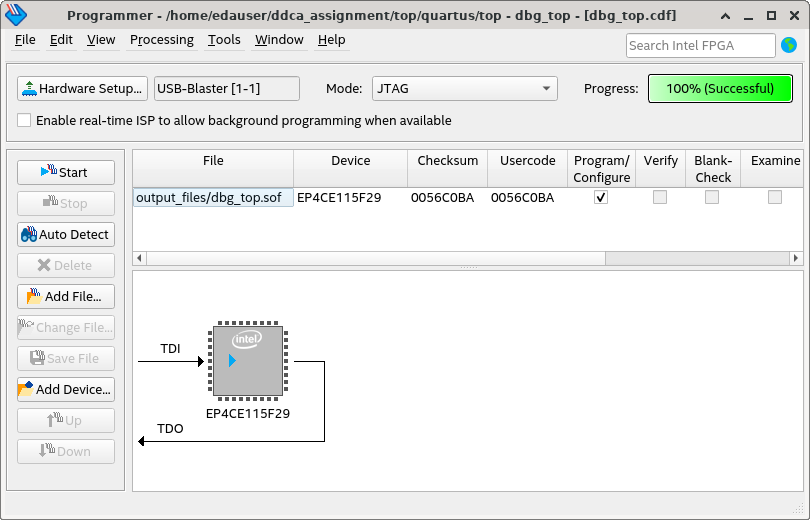 Programmer - /home/edauser/ddca_assignment/top/quartus/top - dbg_top - [dbg_top.cdf]
File Edit View Processing Tools Window Help
Search Intel FPGA
Hardware Setup... USB-Blaster [1-1] Mode: JTAG Progress: 100% (Successful)
Enable real-time ISP to allow background programming when available
Start
Stop
Auto Detect
Delete
Add File...
Change File...
Save File
Add Device...
Up
Down
File Device Checksum Usercode Program/ Verify Blank- Examine
Configure Check
output_files/dbg_top.sof EP4CE115F29 0056C0BA 0056C0BA
intel
TDI
EP4CE115F29
TDO